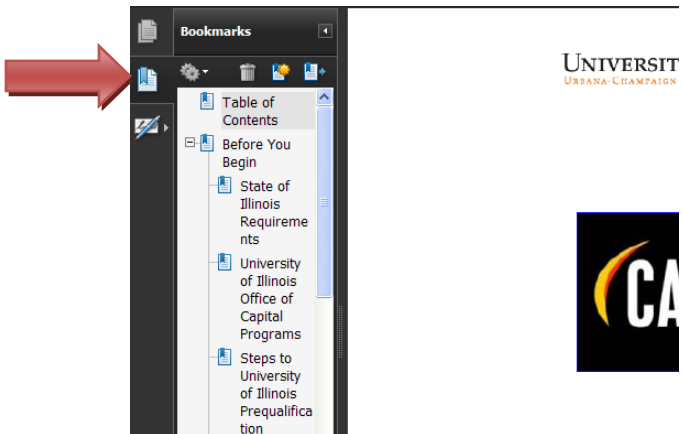 Bookmarks
Table of
Contents
Before You
Begin
State of
Illinois
Requireme
nts
University
of Illinois
Office of
Capital
Programs
Steps to
University
of Illinois
Prequalifica
tion
UNIVERSIT
URBANA-CHAMPAIGN
CA